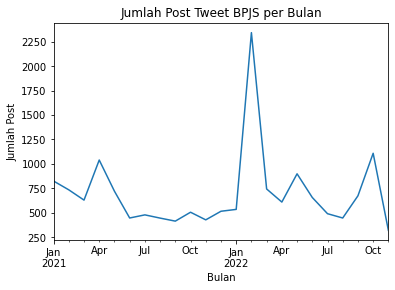 Jumlah Post Tweet BPJS per Bulan
Jumlah Post
2250
2000
1750
1500
1250
1000
750
500
250
Jan Apr Jul Oct Jan Apr Jul Oct
2021 2022
Bulan